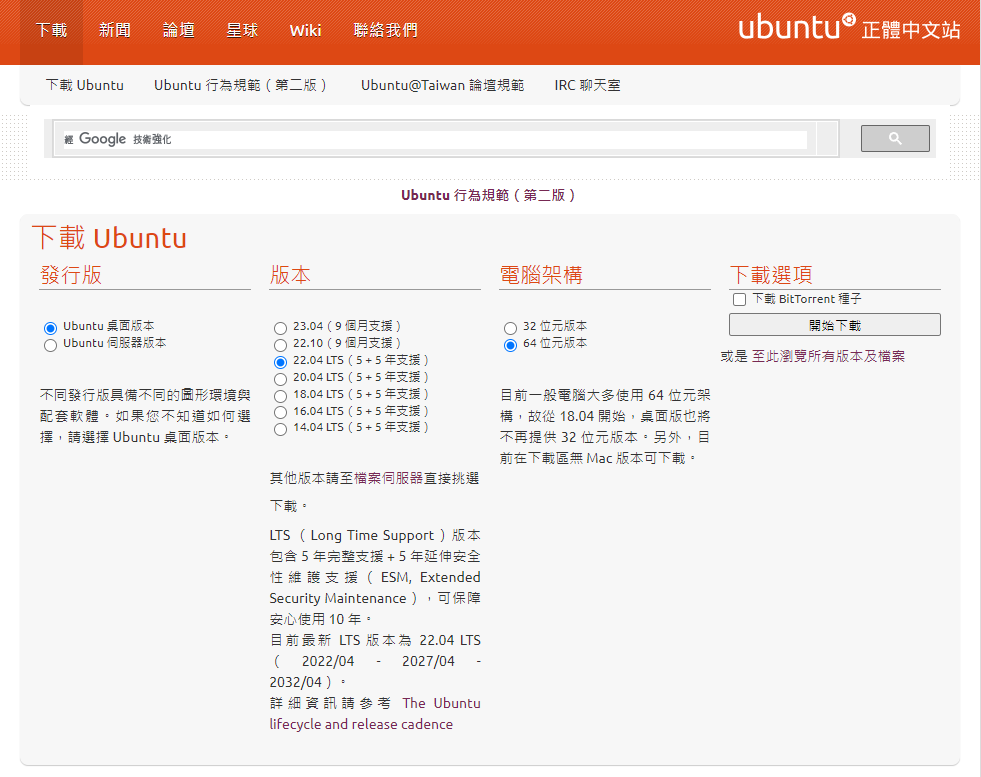 下載 新聞 論壇 星球 Wiki 聯絡我們
ubuntu 正體中文站
下載 Ubuntu Ubuntu 行為規範（第二版） Ubuntu@Taiwan 論壇規範 IRC 聊天室
經 Google 技術強化
Ubuntu 行為規範（第二版）
下載 Ubuntu
發行版
Ubuntu 桌面版本
Ubuntu 伺服器版本
不同發行版具備不同的圖形環境與
配套軟體。如果您不知道如何選
擇，請選擇 Ubuntu 桌面版本。
版本
23.04（9 個月支援）
22.10（9 個月支援）
22.04 LTS（5 + 5 年支援）
20.04 LTS（5 + 5 年支援）
18.04 LTS（5 + 5 年支援）
16.04 LTS（5 + 5 年支援）
14.04 LTS（5 + 5 年支援）
其他版本請至檔案伺服器直接挑選
下載。
LTS（Long Time Support）版本
包含 5 年完整支援 + 5 年延伸安全
性維護支援（ESM, Extended
Security Maintenance），可保障
安心使用 10 年。
目前最新 LTS 版本為 22.04 LTS
（2022/04 - 2027/04 -
2032/04）。
詳細資訊請參考 The Ubuntu
lifecycle and release cadence
電腦架構
32 位元版本
64 位元版本
目前一般電腦大多使用 64 位元架
構，故從 18.04 開始，桌面版也將
不再提供 32 位元版本。另外，目
前在下載區無 Mac 版本可下載。
下載選項
下載 BitTorrent 種子
開始下載
或是 至此瀏覽所有版本及檔案